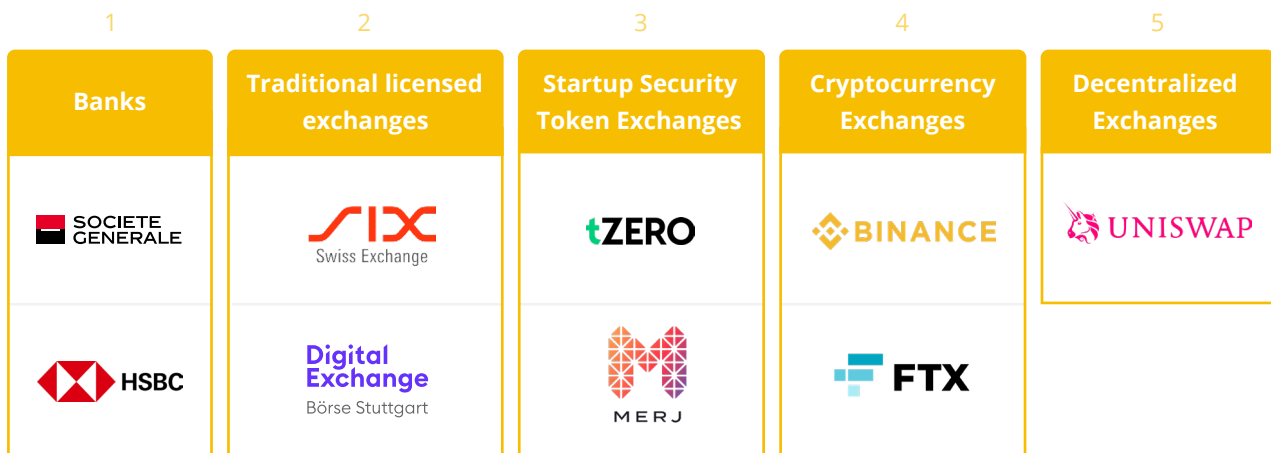 1
2
3
4
5
Banks
Traditional licensed
exchanges
Startup Security
Token Exchanges
Cryptocurrency
Exchanges
Decentralized
Exchanges
SOCIETE
GENERALE
SIX
Swiss Exchange
tZERO
BINANCE
UNISWAP
HSBC
Digital
Exchange
Börse Stuttgart
MERJ
FTX